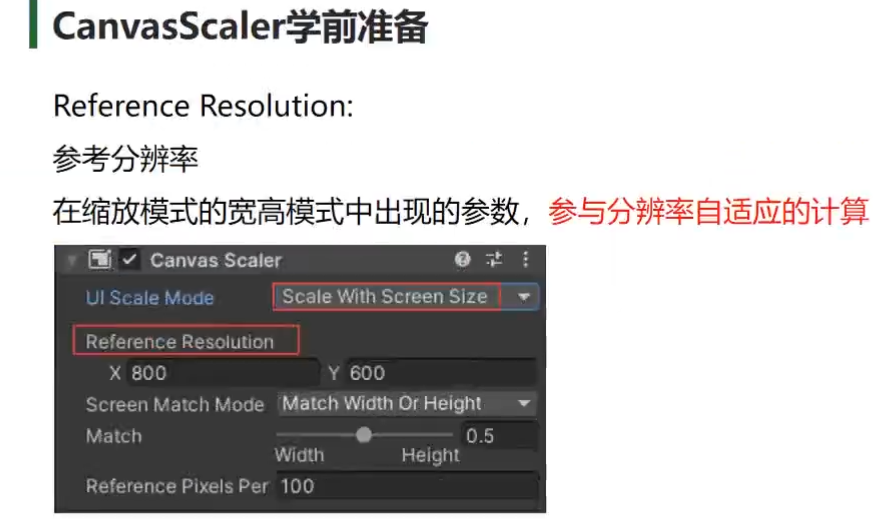 CanvasScaler学前准备
Reference Resolution:
参考分辨率
在缩放模式的宽高模式中出现的参数，参与分辨率自适应的计算
Canvas Scaler
UI Scale Mode Scale With Screen Size
Reference Resolution
X 800 Y 600
Screen Match Mode Match Width Or Height
Match 0.5
Width Height
Reference Pixels Per 100